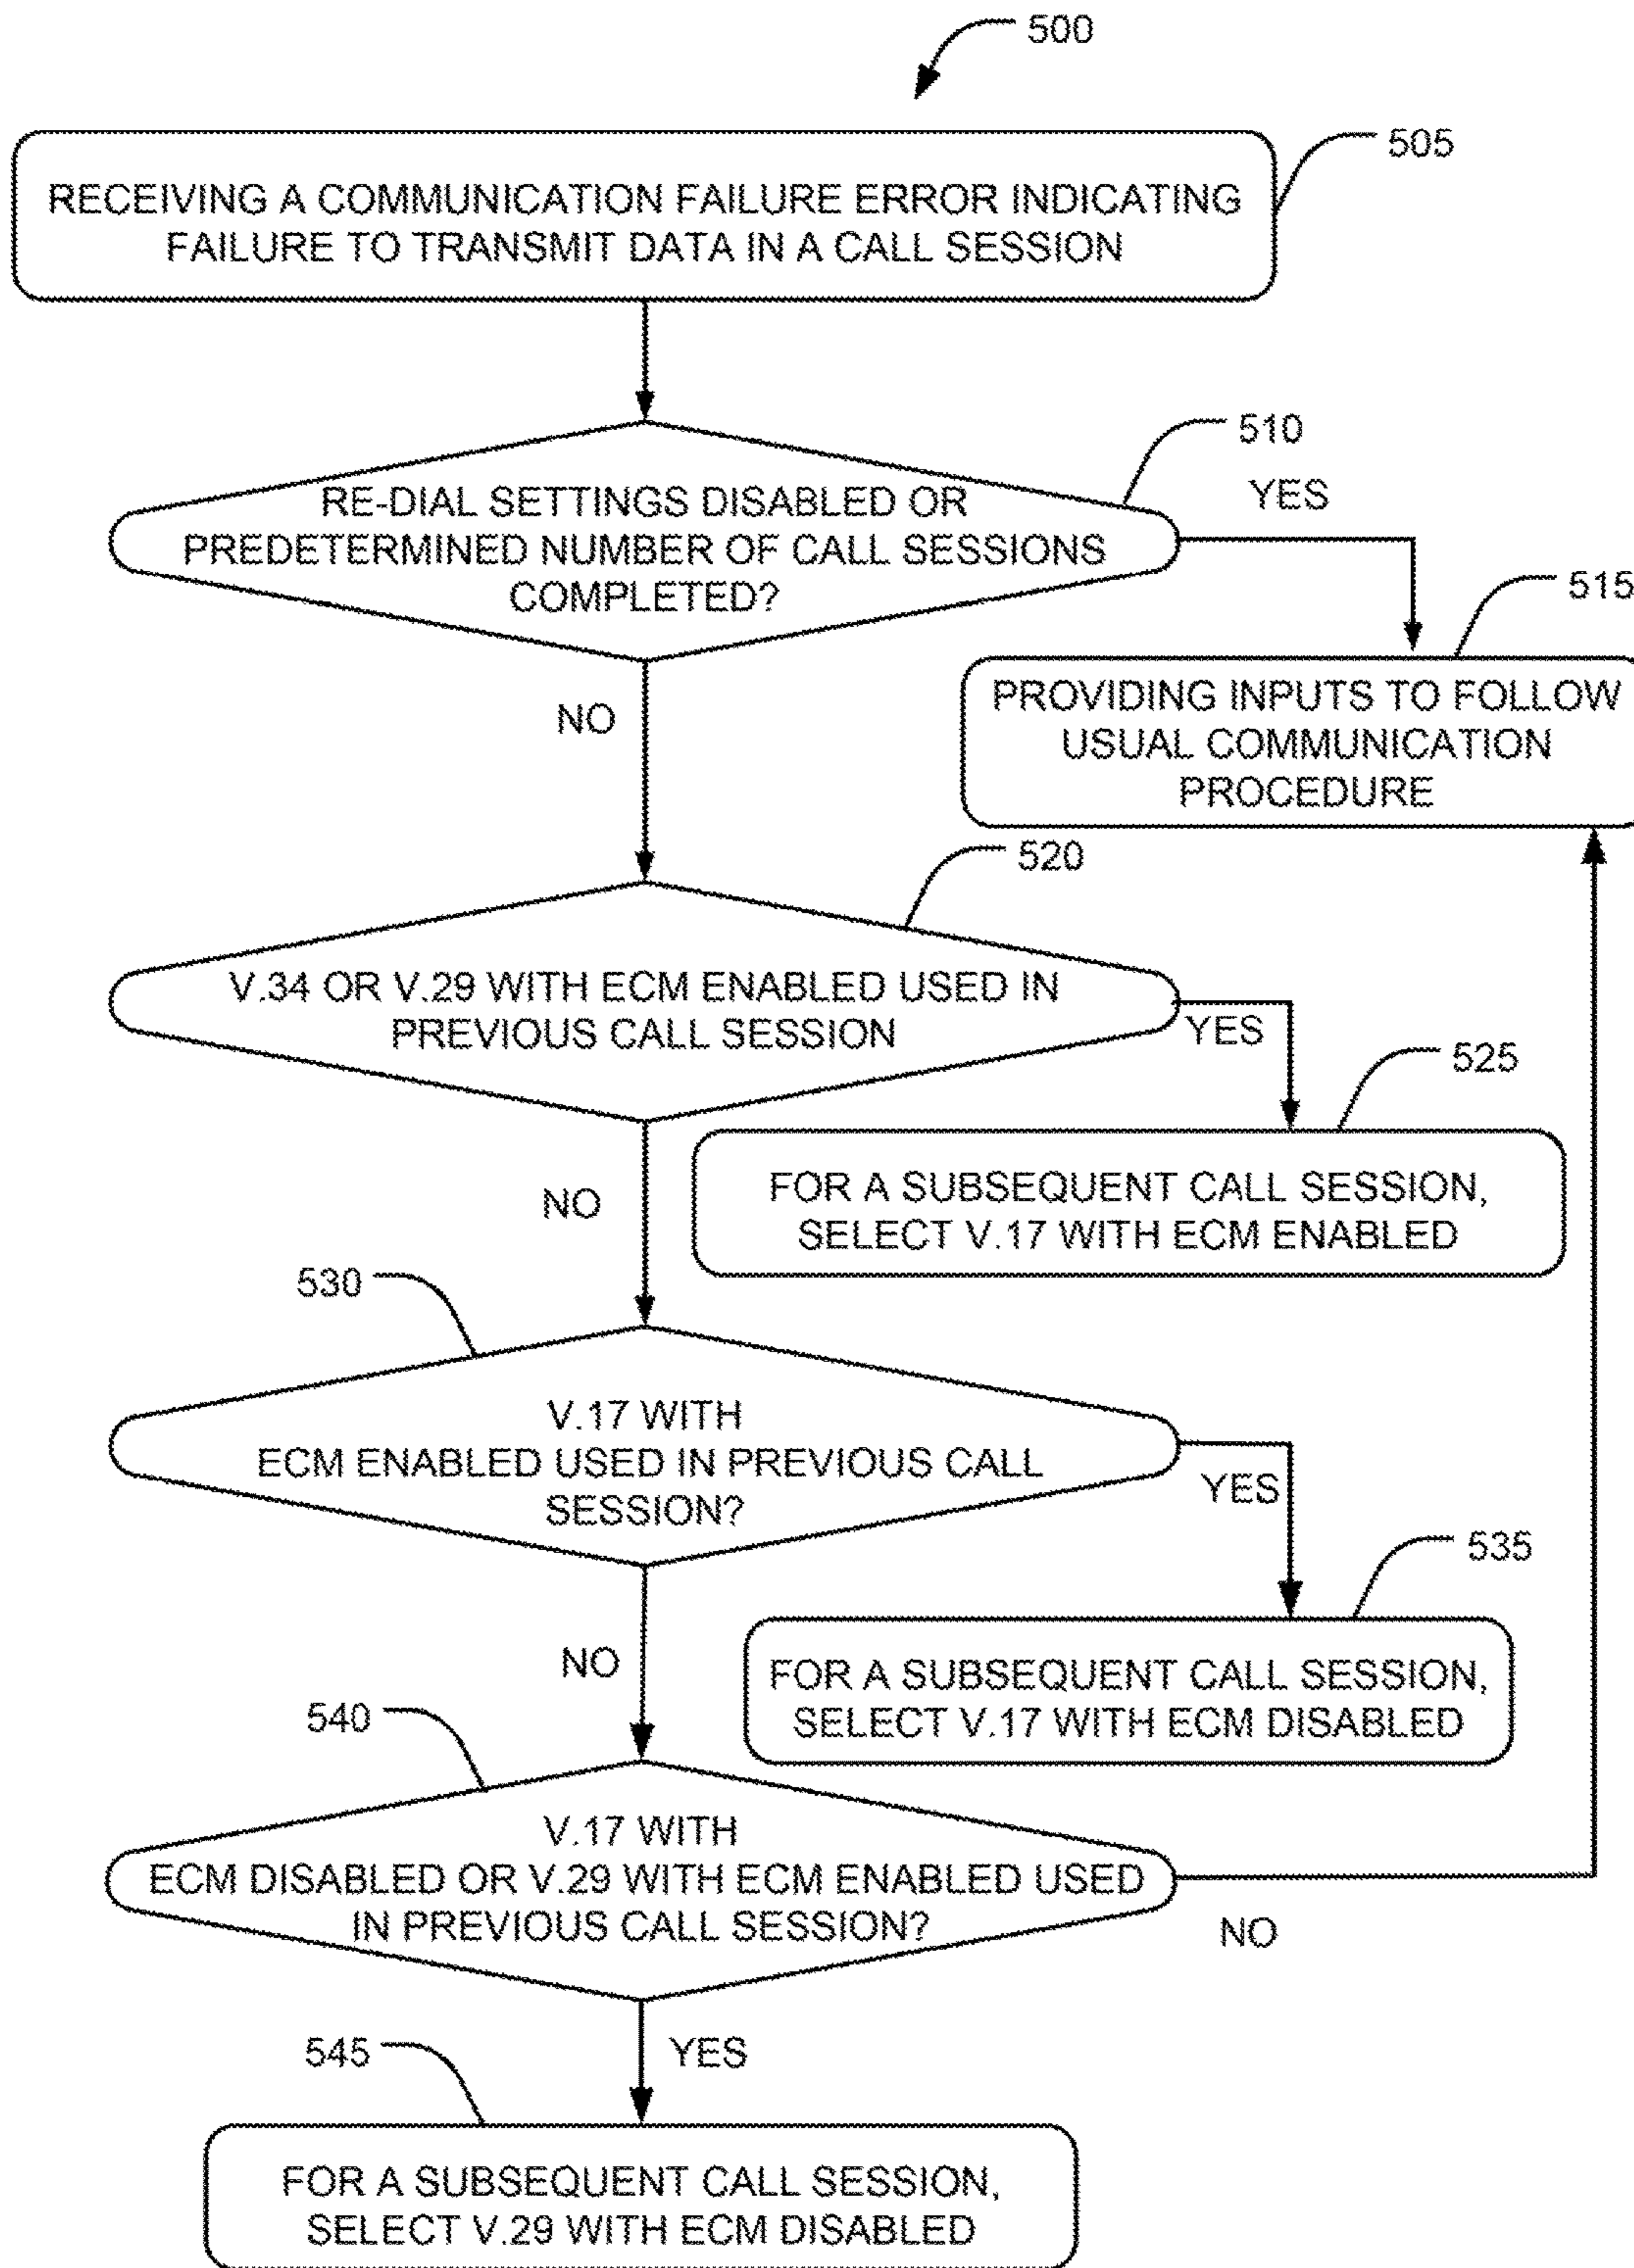 500
505
RECEIVING A COMMUNICATION FAILURE ERROR INDICATING
FAILURE TO TRANSMIT DATA IN A CALL SESSION
510
YES
RE-DIAL SETTINGS DISABLED OR
PREDETERMINED NUMBER OF CALL SESSIONS
COMPLETED?
515
NO
PROVIDING INPUTS TO FOLLOW
USUAL COMMUNICATION
PROCEDURE
520
V.34 OR V.29 WITH ECM ENABLED USED IN
PREVIOUS CALL SESSION
YES
525
NO
FOR A SUBSEQUENT CALL SESSION,
SELECT V.17 WITH ECM ENABLED
530
V.17 WITH
ECM ENABLED USED IN PREVIOUS CALL
SESSION?
YES
535
NO
FOR A SUBSEQUENT CALL SESSION,
SELECT V.17 WITH ECM DISABLED
540
V.17 WITH
ECM DISABLED OR V.29 WITH ECM ENABLED USED
IN PREVIOUS CALL SESSION?
NO
545
YES
FOR A SUBSEQUENT CALL SESSION,
SELECT V.29 WITH ECM DISABLED